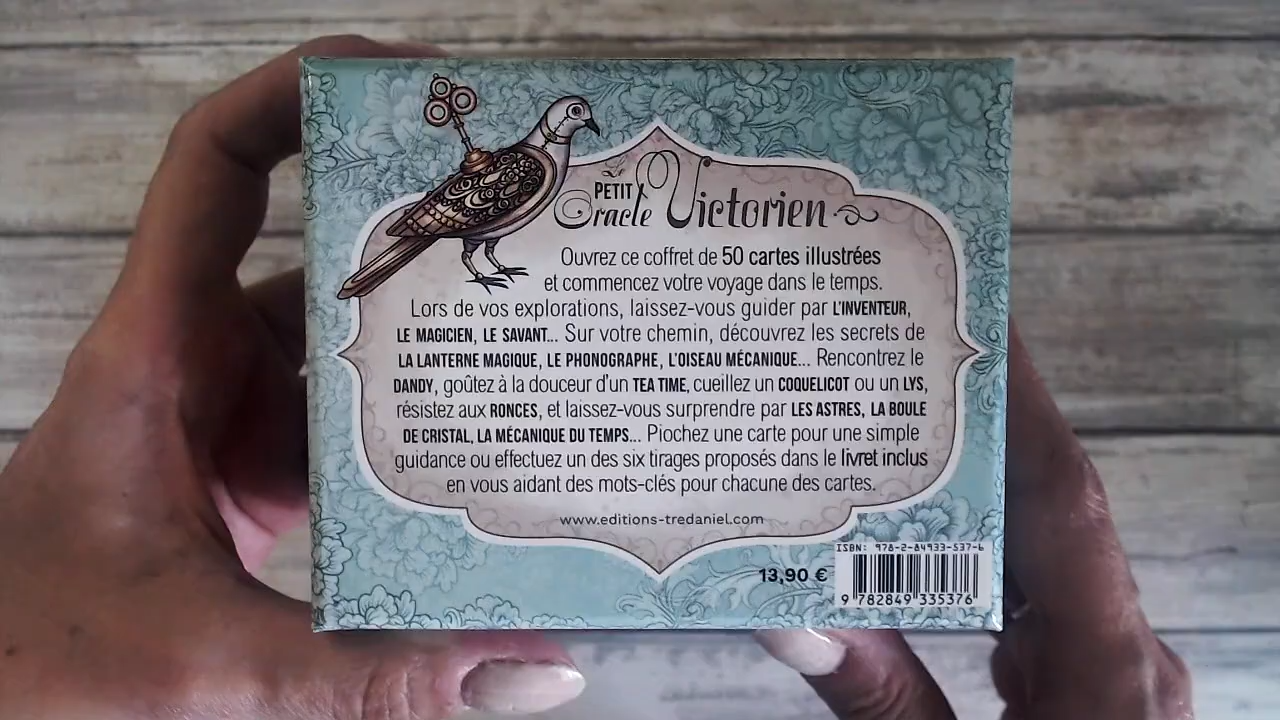 PETIT
Oracle Victorien
Ouvrez ce coffret de 50 cartes illustrées
et commencez votre voyage dans le temps.
Lors de vos explorations, laissez-vous guider par L'INVENTEUR,
LE MAGICIEN, LE SAVANT... Sur votre chemin, découvrez les secrets de
LA LANTERNE MAGIQUE, LE PHONOGRAPHE, L'OISEAU MÉCANIQUE... Rencontrez le
DANDY, goûtez à la douceur d'un TEA TIME, cueillez un COQUELICOT ou un LYS,
résistez aux RONCES, et laissez-vous surprendre par LES ASTRES, LA BOULE
DE CRISTAL, LA MÉCANIQUE DU TEMPS... Piochez une carte pour une simple
guidance ou effectuez un des six tirages proposés dans le livret inclus
en vous aidant des mots-clés pour chacune des cartes.
www.editions-tredaniel.com
ISBN: 978-2-84933-537-6
13,90 €
9 782849 335376